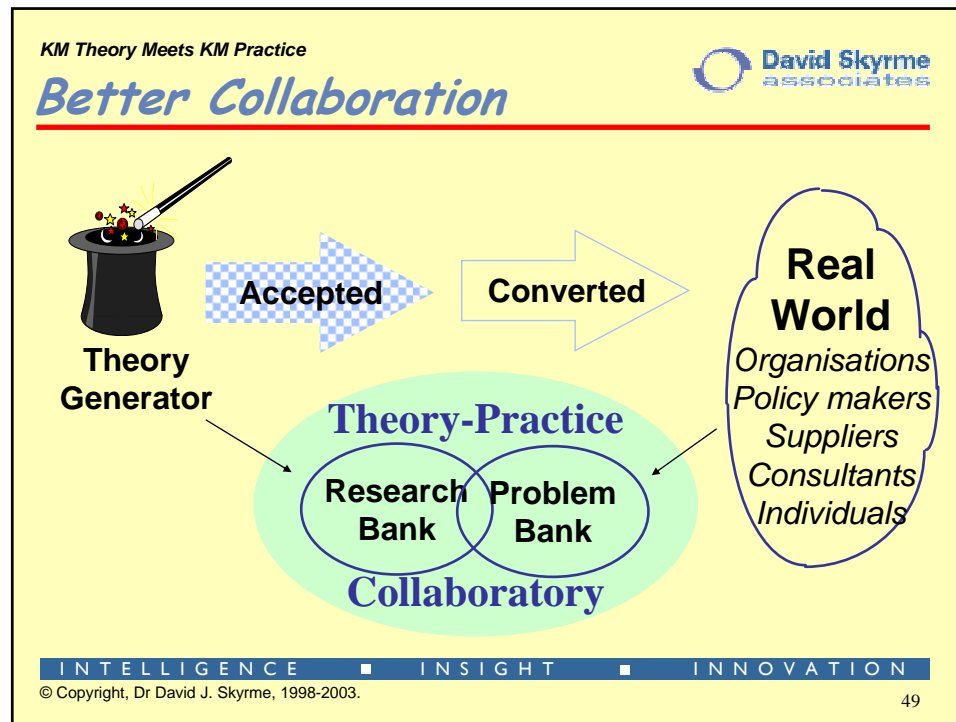 KM Theory Meets KM Practice
David Skyrme
associates
Better Collaboration
Accepted
Converted
Theory
Generator
Real
World
Organisations
Policy makers
Suppliers
Consultants
Individuals
Theory-Practice
Research
Bank
Problem
Bank
Collaboratory
INTELLIGENCE ■ INSIGHT ■ INNOVATION
© Copyright, Dr David J. Skyrme, 1998-2003.
49